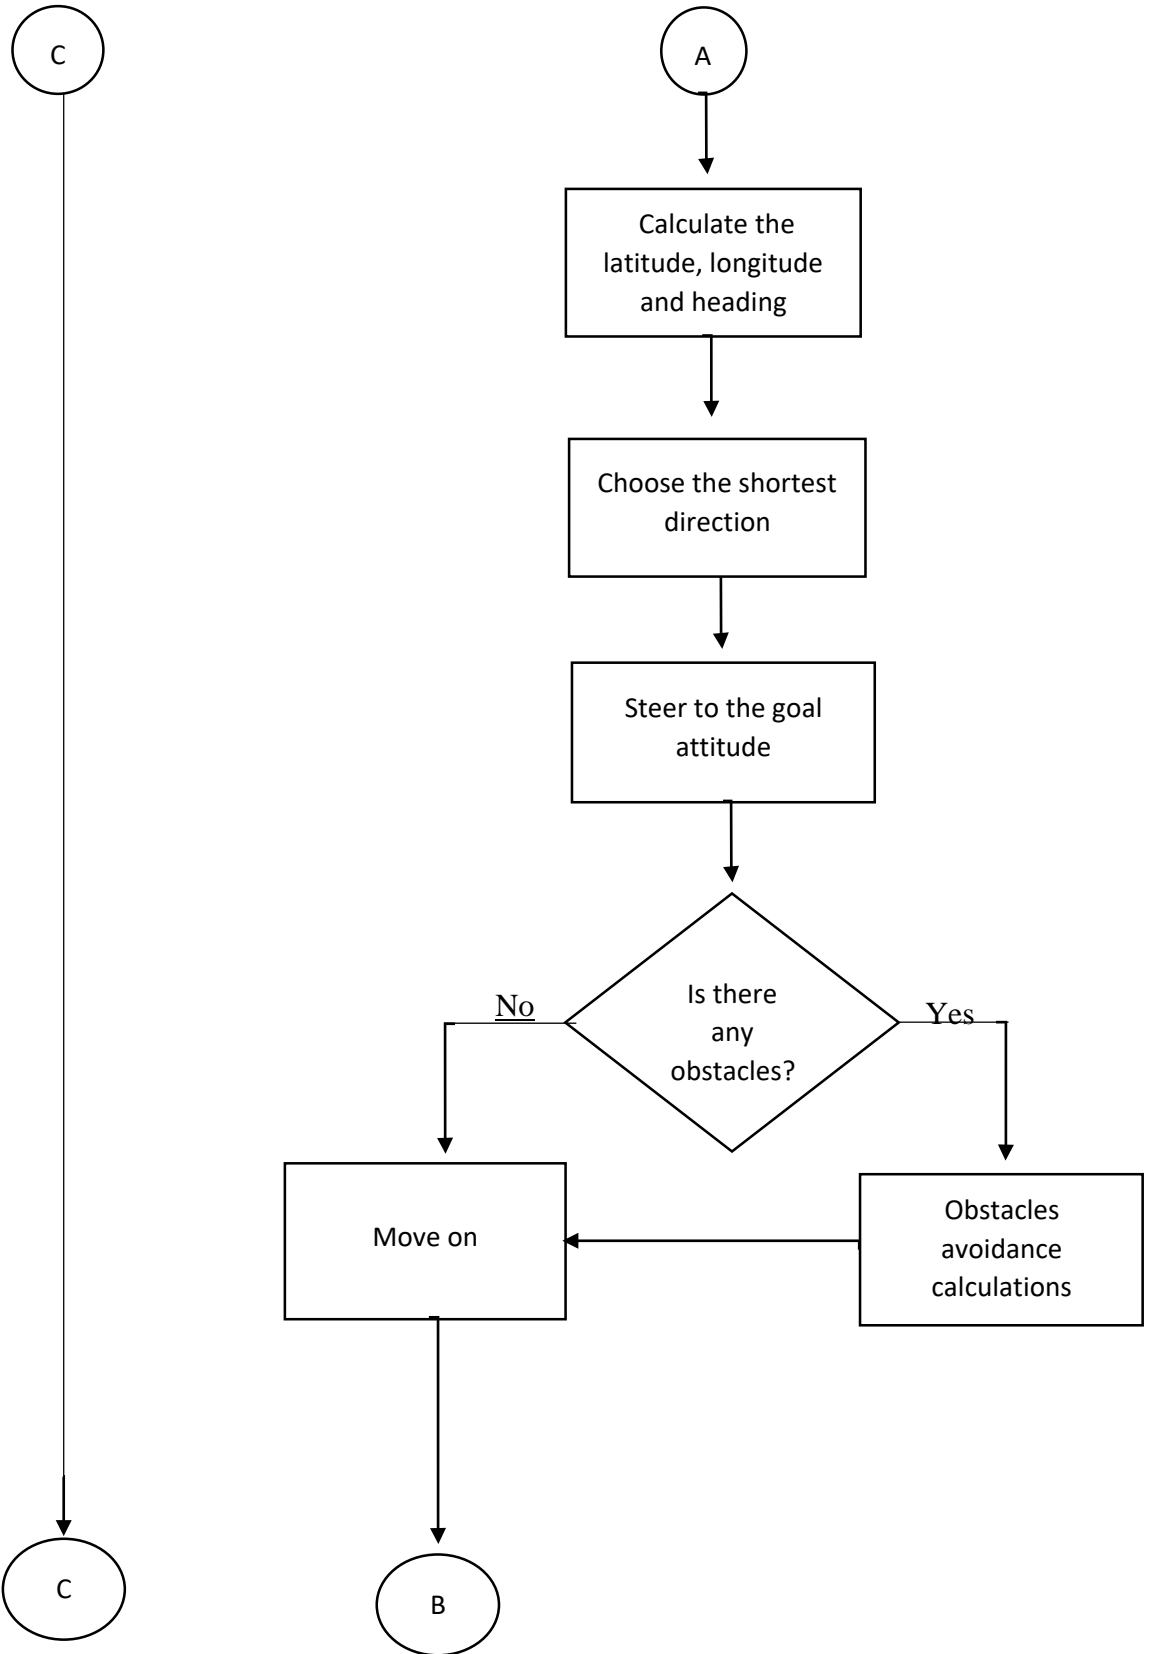 C
A
Calculate the
latitude, longitude
and heading
Choose the shortest
direction
Steer to the goal
attitude
Is there
any
obstacles?
No
Yes
Move on
Obstacles
avoidance
calculations
C
B